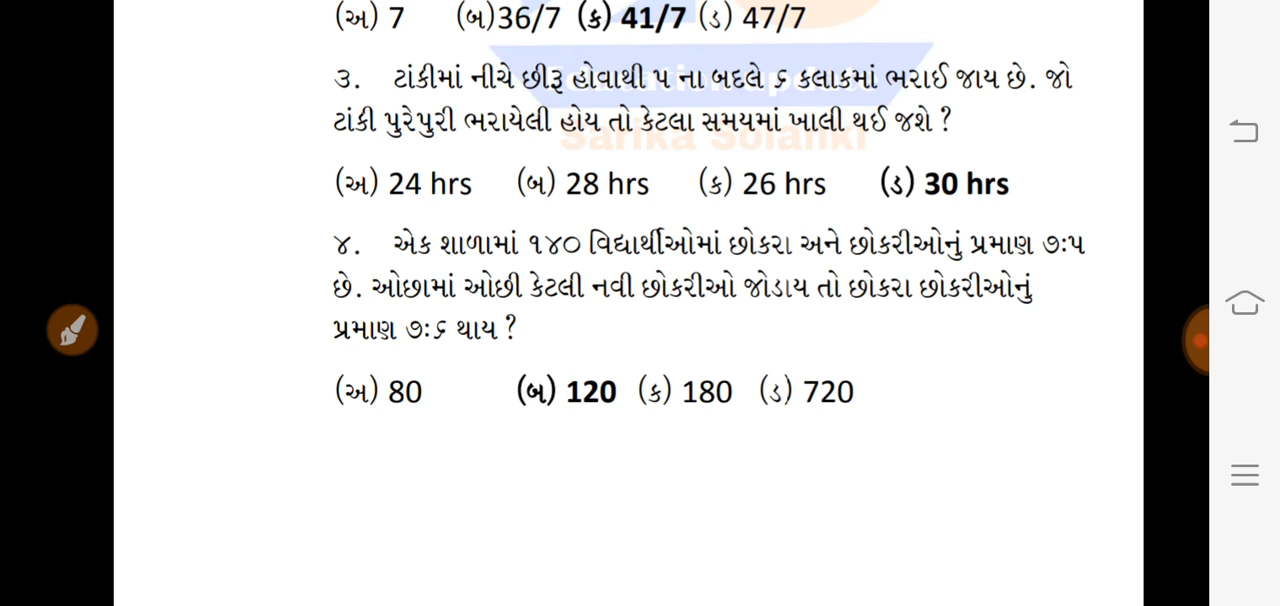 (અ) 7 (બ)36/7 (ક) 41/7 (ડ) 47/7
૩. ટાંકીમાં નીચે છીરૂ હોવાથી ૫ ના બદલે ૬ કલાકમાં ભરાઈ જાય છે. જો
ટાંકી પુરેપુરી ભરાયેલી હોય તો કેટલા સમયમાં ખાલી થઈ જશે ?
Sarika Solanki
(અ) 24 hrs (બ) 28 hrs (ક) 26 hrs (ડ) 30 hrs
૪. એક શાળામાં ૧૪૦ વિદ્યાર્થીઓમાં છોકરા અને છોકરીઓનું પ્રમાણ ૭:૫
છે. ઓછામાં ઓછી કેટલી નવી છોકરીઓ જોડાય તો છોકરા છોકરીઓનું
પ્રમાણ ૭:૬ થાય ?
(અ) 80 (બ) 120 (ક) 180 (ડ) 720